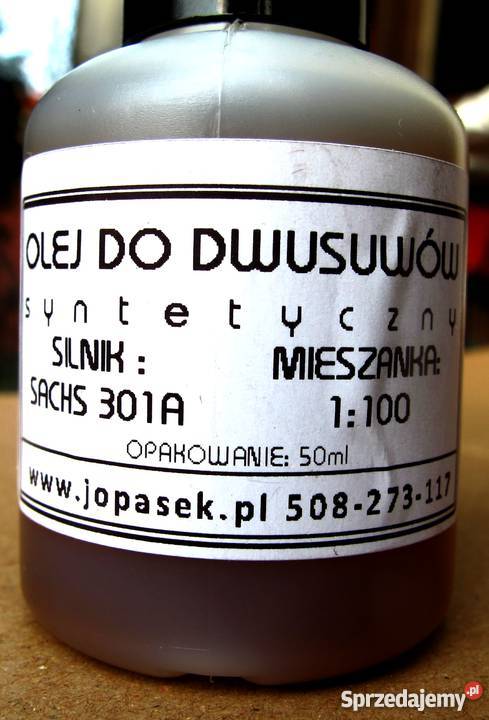 OLEJ DO DWUSUWÓW
syntetyczny
SILNIK : MIESZANKA:
SACHS 301A 1:100
OPAKOWANIE: 50ml
www.jopasek.pl 508-273-117
Sprzedajemy.pl